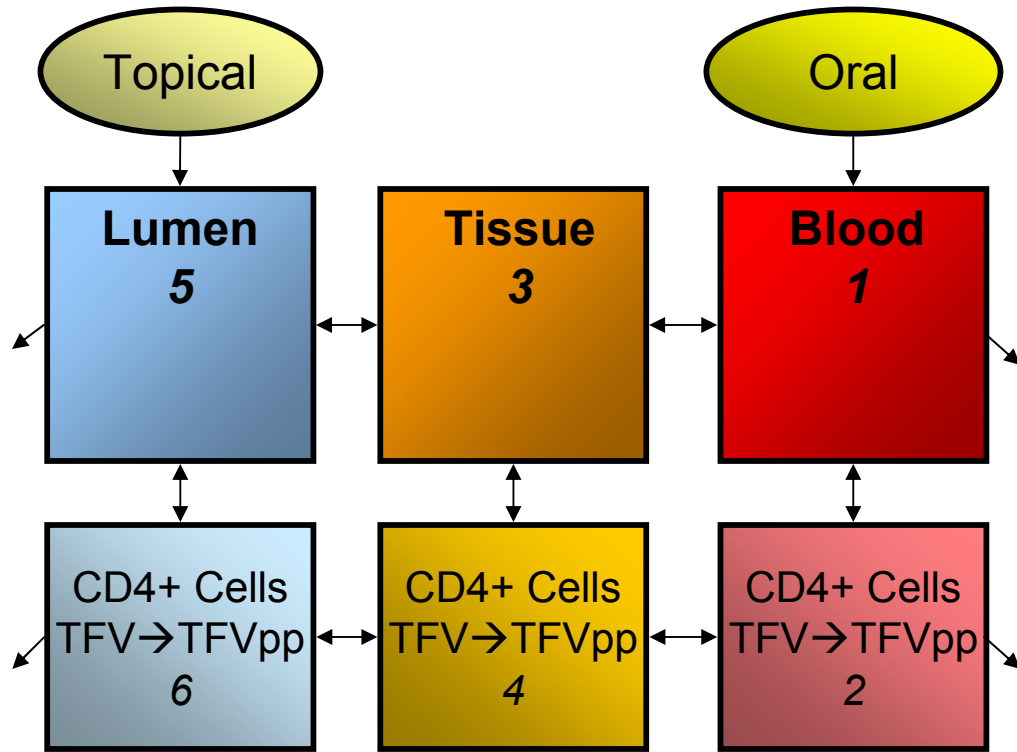 Topical
Oral
Lumen
5
Tissue
3
Blood
1
CD4+ Cells
TFV→TFVpp
6
CD4+ Cells
TFV→TFVpp
4
CD4+ Cells
TFV→TFVpp
2